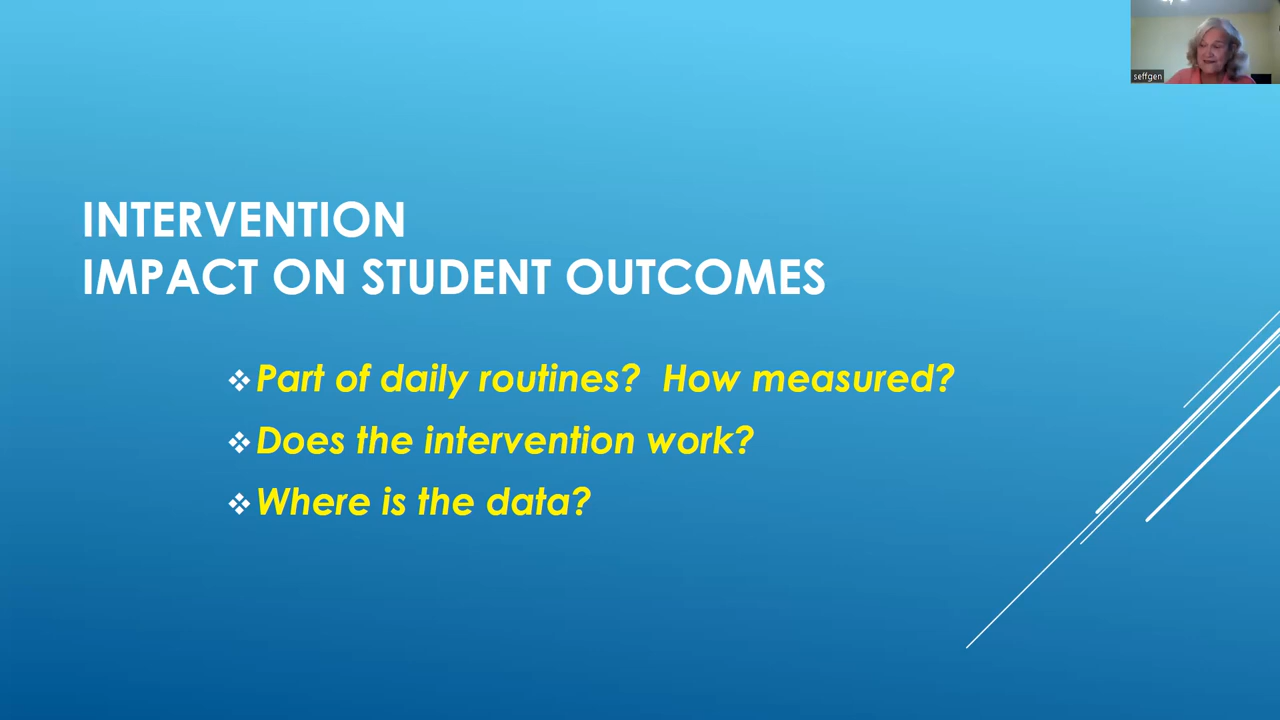 seffgen
INTERVENTION
IMPACT ON STUDENT OUTCOMES
❖Part of daily routines?  How measured?
❖Does the intervention work?
❖Where is the data?